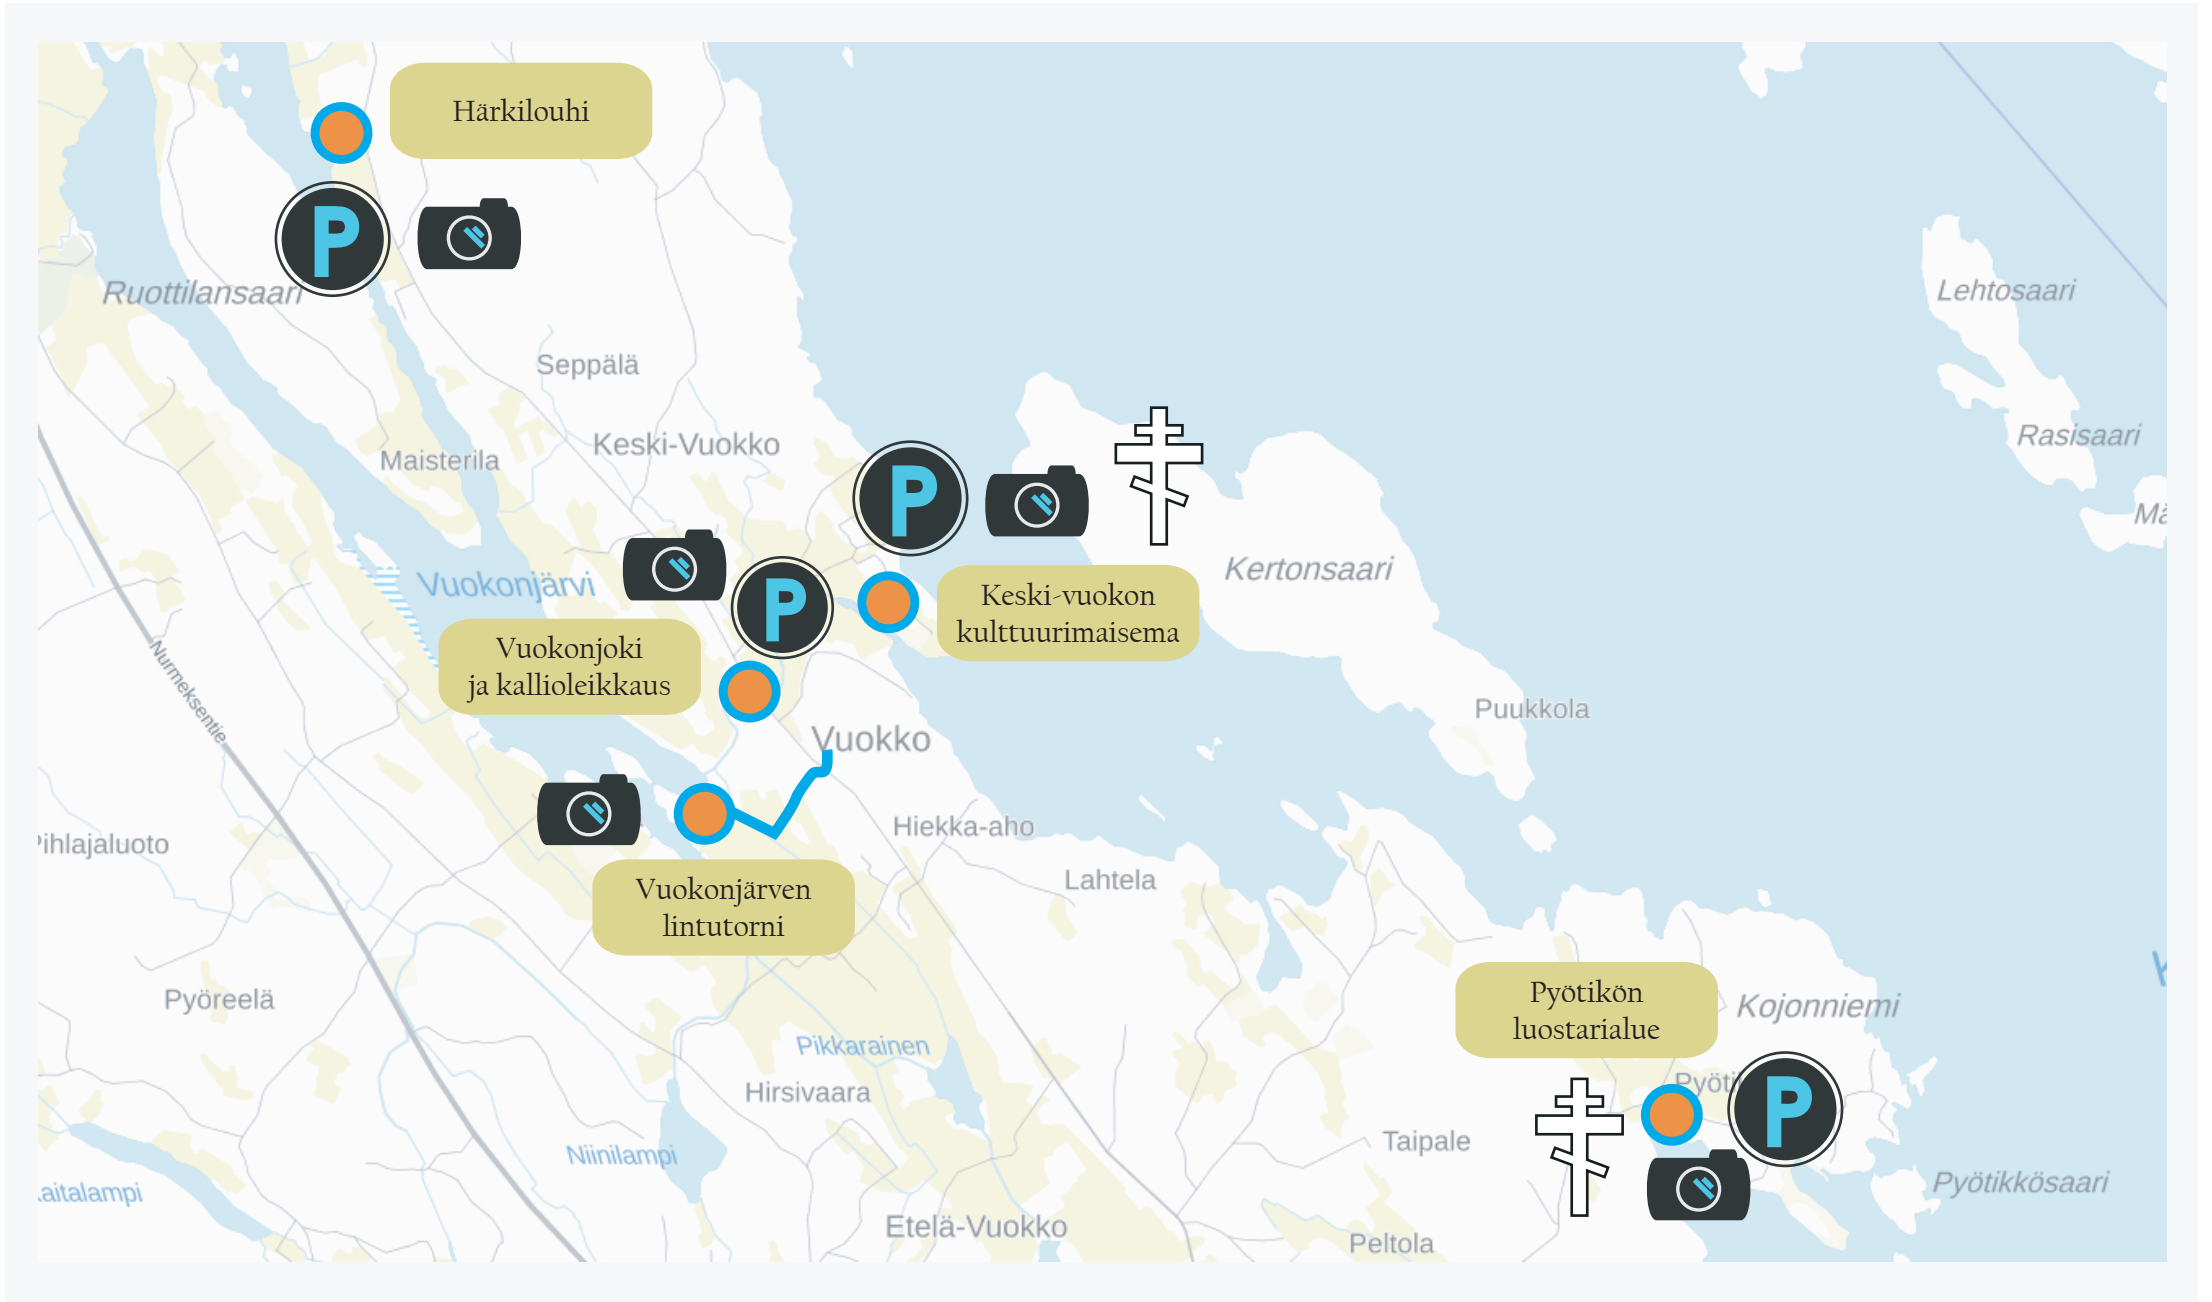 Härkilouhi
P
Ruottilansaari
Lehtosaari
Seppälä
Rasisaari
Keski-Vuokko
Maisterila
P
Kertonsaari
Vuokonjärvi
P
Keski-vuokon
kulttuurimaisema
Vuokonjoki
ja kallioleikkaus
Nurmeksentie
Puukkola
Vuokko
Hiekka-aho
Lahtela
Vuokonjärven
lintutorni
Pyöreelä
Pyötikön
luostarialue
Kojonniemi
Pikkarainen
Hirsivaara
P
Taipale
Niinilampi
Pyötikkösaari
Etelä-Vuokko
Peltola